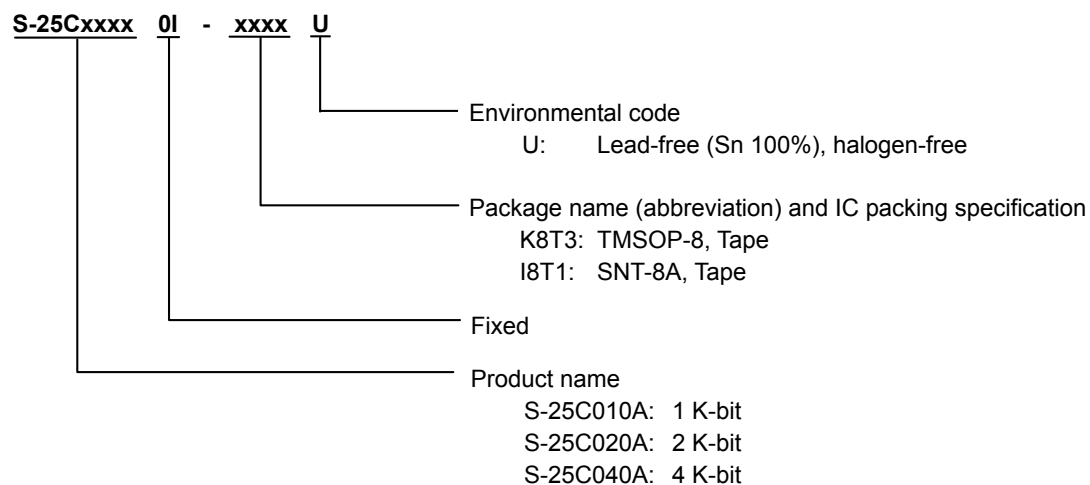 S-25Cxxxx 0I - xxxx U
Environmental code
U: Lead-free (Sn 100%), halogen-free
Package name (abbreviation) and IC packing specification
K8T3: TMSOP-8, Tape
I8T1: SNT-8A, Tape
Fixed
Product name
S-25C010A: 1 K-bit
S-25C020A: 2 K-bit
S-25C040A: 4 K-bit